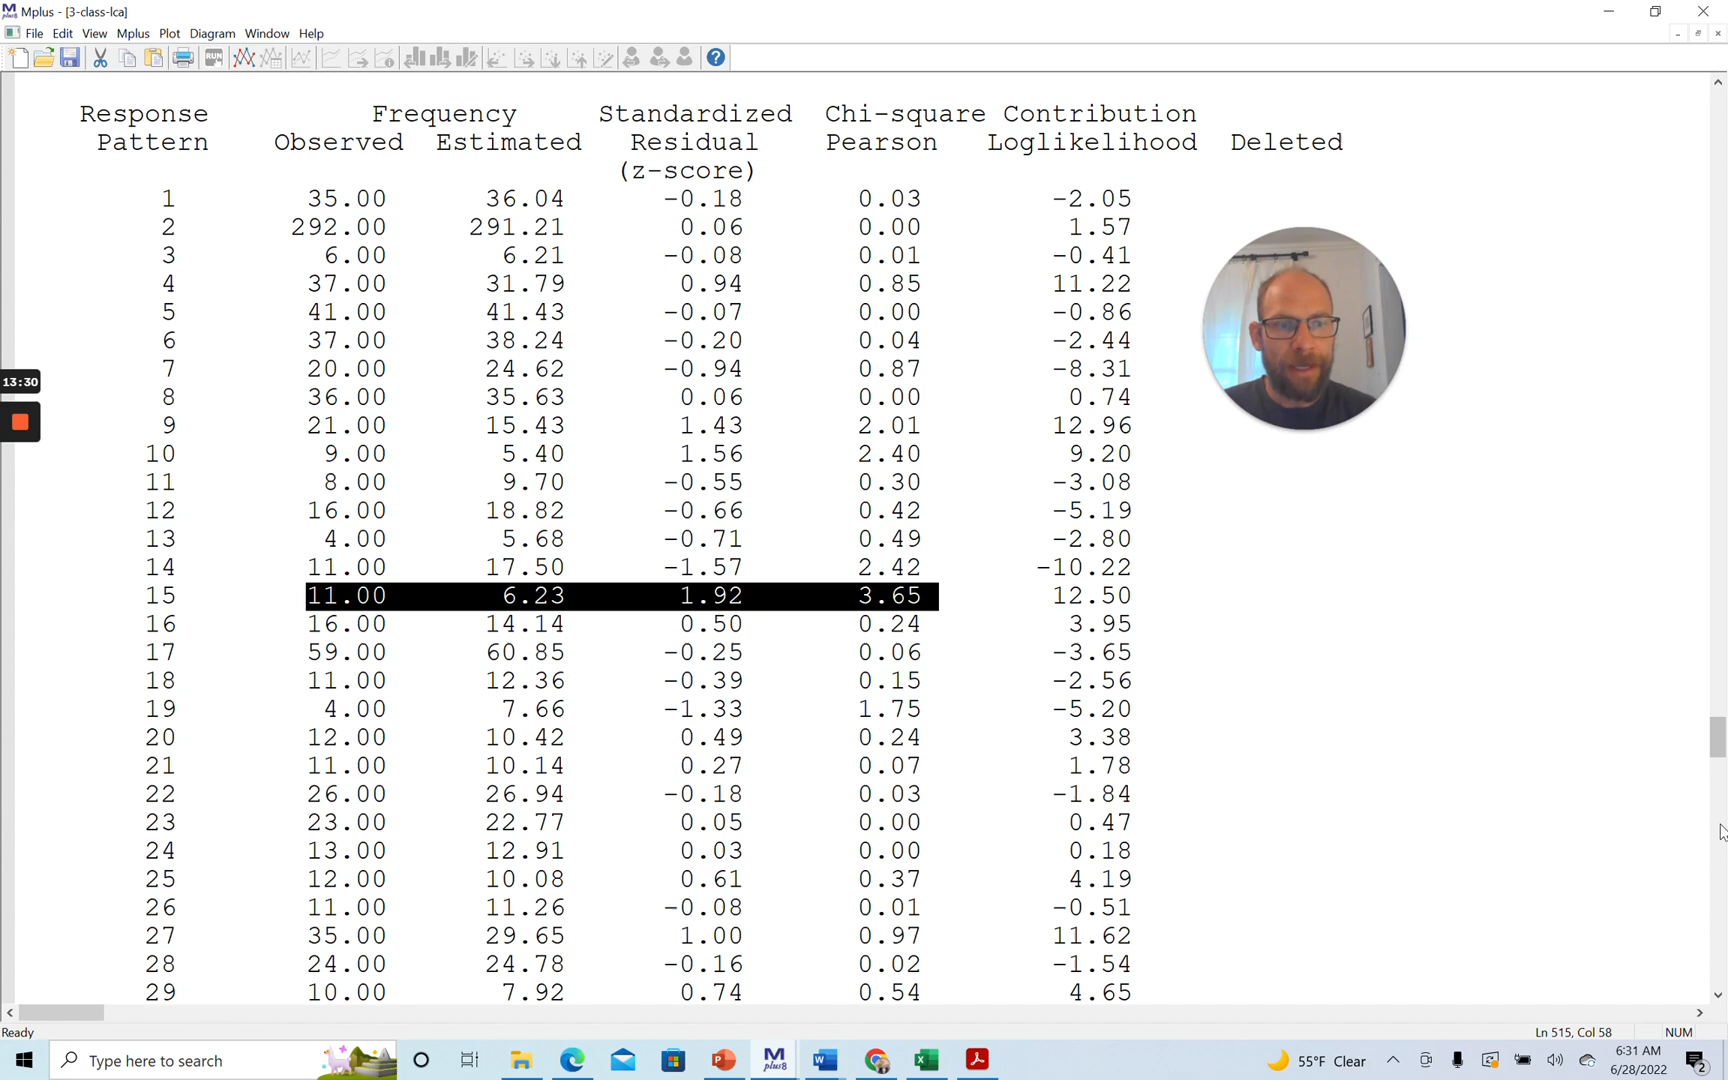 Mplus - [3-class-lca]
File Edit View Mplus Plot Diagram Window Help
RUN
Response Frequency Standardized Chi-square Contribution
Pattern Observed Estimated Residual Pearson Loglikelihood Deleted
(z-score)
1 35.00 36.04 -0.18 0.03 -2.05
2 292.00 291.21 0.06 0.00 1.57
3 6.00 6.21 -0.08 0.01 -0.41
4 37.00 31.79 0.94 0.85 11.22
5 41.00 41.43 -0.07 0.00 -0.86
6 37.00 38.24 -0.20 0.04 -2.44
7 20.00 24.62 -0.94 0.87 -8.31
13:30
8 36.00 35.63 0.06 0.00 0.74
9 21.00 15.43 1.43 2.01 12.96
10 9.00 5.40 1.56 2.40 9.20
11 8.00 9.70 -0.55 0.30 -3.08
12 16.00 18.82 -0.66 0.42 -5.19
13 4.00 5.68 -0.71 0.49 -2.80
14 11.00 17.50 -1.57 2.42 -10.22
15 11.00 6.23 1.92 3.65 12.50
16 16.00 14.14 0.50 0.24 3.95
17 59.00 60.85 -0.25 0.06 -3.65
18 11.00 12.36 -0.39 0.15 -2.56
19 4.00 7.66 -1.33 1.75 -5.20
20 12.00 10.42 0.49 0.24 3.38
21 11.00 10.14 0.27 0.07 1.78
22 26.00 26.94 -0.18 0.03 -1.84
23 23.00 22.77 0.05 0.00 0.47
24 13.00 12.91 0.03 0.00 0.18
25 12.00 10.08 0.61 0.37 4.19
26 11.00 11.26 -0.08 0.01 -0.51
27 35.00 29.65 1.00 0.97 11.62
28 24.00 24.78 -0.16 0.02 -1.54
29 10.00 7.92 0.74 0.54 4.65
Ready Ln 515, Col 58 NUM
Type here to search
M
plus8
55°F Clear
6:31 AM
6/28/2022
2